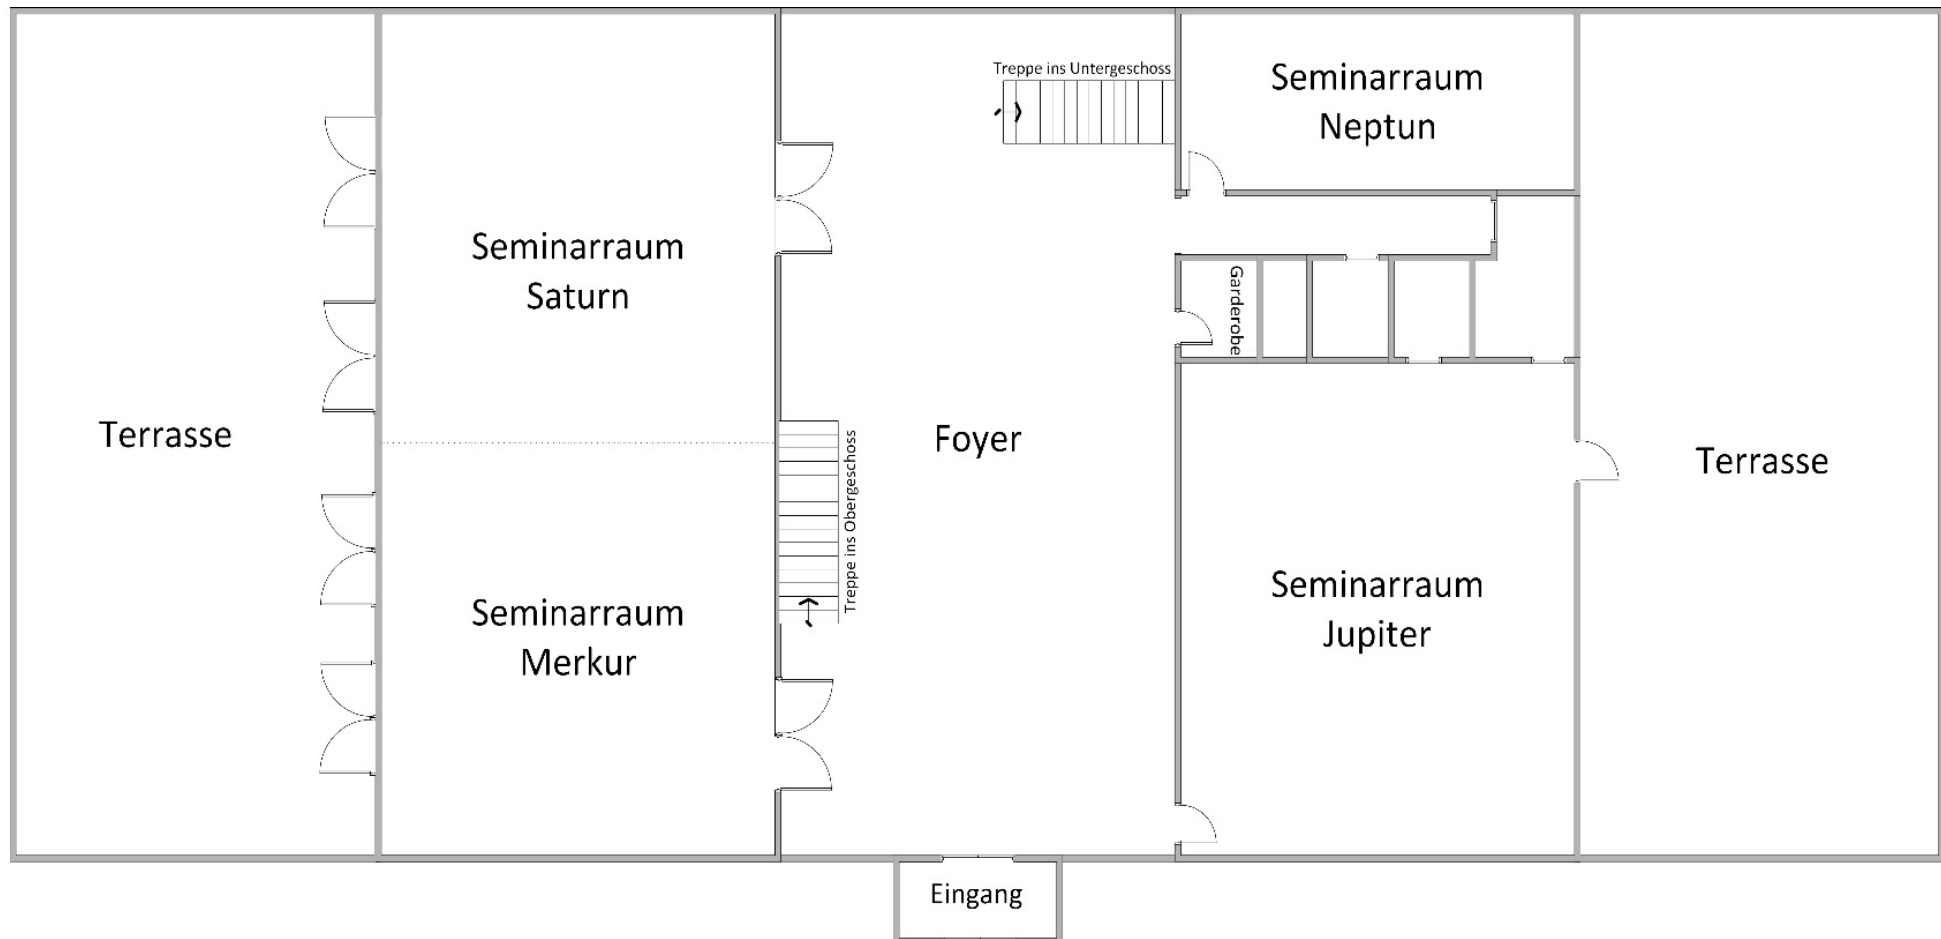 Treppe ins Untergeschoss
Seminarraum
Neptun
Seminarraum
Saturn
Garderobe
Terrasse
Foyer
Treppe ins Obergeschoss
Terrasse
Seminarraum
Jupiter
Seminarraum
Merkur
Eingang